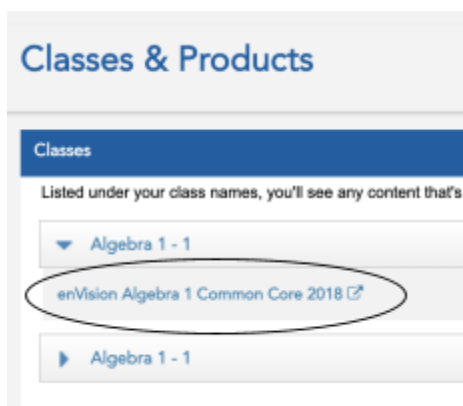 Classes & Products
Classes
Listed under your class names, you'll see any content that's
Algebra 1 - 1
enVision Algebra 1 Common Core 2018
Algebra 1 - 1